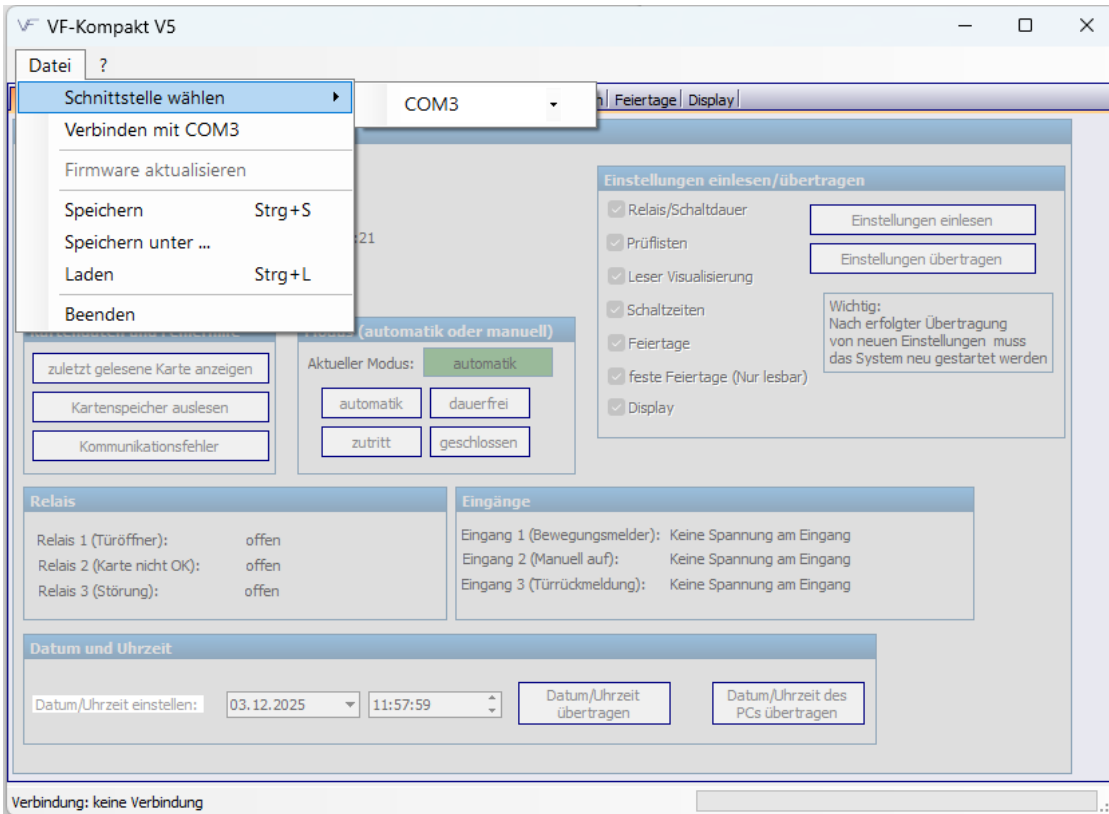 VF-Kompakt V5
Datei ?
Schnittstelle wählen
COM3
Feiertage Display
Verbinden mit COM3
Firmware aktualisieren
Speichern Strg+S
Speichern unter ...
Laden Strg+L
Beenden
:21
Einstellungen einlesen/übertragen
Relais/Schaltdauer
Prüflisten
Leser Visualisierung
Schaltzeiten
Feiertage
feste Feiertage (Nur lesbar)
Display
Einstellungen einlesen
Einstellungen übertragen
Wichtig:
Nach erfolgter Übertragung
von neuen Einstellungen muss
das System neu gestartet werden
zuletzt gelesene Karte anzeigen
Kartenspeicher auslesen
Kommunikationsfehler
(automatik oder manuell)
Aktueller Modus: automatik
automatik dauerfrei
zutritt geschlossen
Relais
Relais 1 (Türöffner): offen
Relais 2 (Karte nicht OK): offen
Relais 3 (Störung): offen
Eingänge
Eingang 1 (Bewegungsmelder): Keine Spannung am Eingang
Eingang 2 (Manuell auf): Keine Spannung am Eingang
Eingang 3 (Türrückmeldung): Keine Spannung am Eingang
Datum und Uhrzeit
Datum/Uhrzeit einstellen: 03.12.2025 11:57:59
Datum/Uhrzeit
übertragen
Datum/Uhrzeit des
PCs übertragen
Verbindung: keine Verbindung